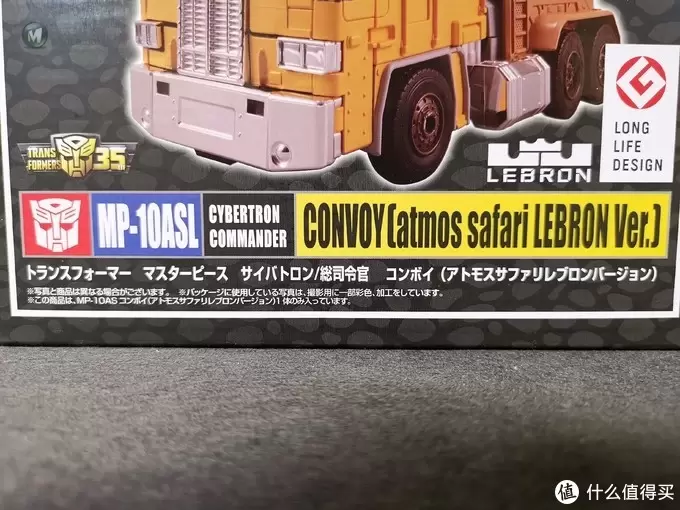 LONG
LIFE
DESIGN
TRANS
FORMERS
35th
LEBRON
MP-10ASL
CYBERTRON
COMMANDER
CONVOY(atmos safari LEBRON Ver.)
トランスフォーマー マスターピース サイバトロン/総司令官 コンボイ(アトモスサファリレブロンバージョン)
※写真と商品は異なる場合がございます。 ※パッケージに使用している写真は、撮影用に一部彩色、加工をしています。
※この商品は、MP-10AS コンボイ(アトモスサファリレブロンバージョン)1体のみ入っています。
值 什么值得买